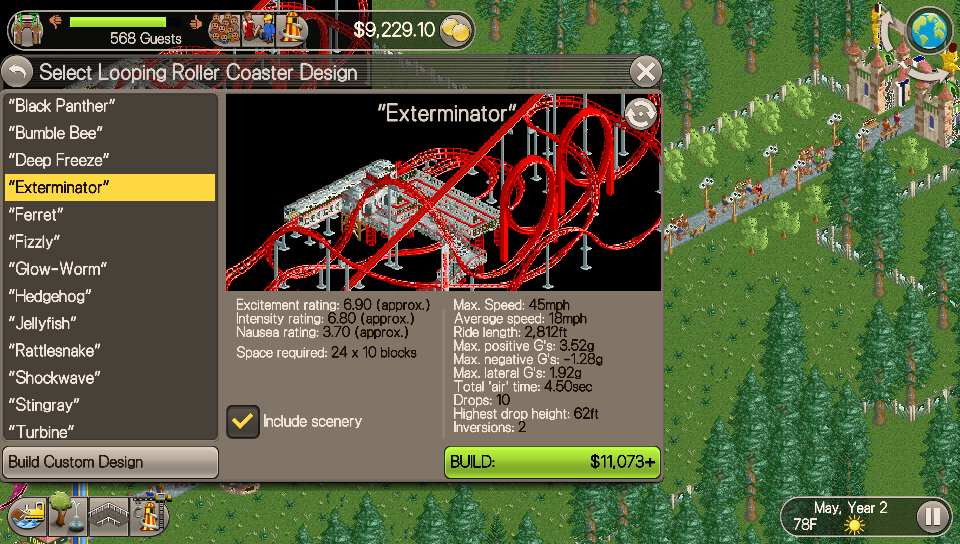 568 Guests
$9,229.10
Select Looping Roller Coaster Design
"Black Panther"
"Bumble Bee"
"Deep Freeze"
"Exterminator"
"Ferret"
"Fizzly"
"Glow-Worm"
"Hedgehog"
"Jellyfish"
"Rattlesnake"
"Shockwave"
"Stingray"
"Turbine"
Build Custom Design
"Exterminator"
Excitement rating: 6.90 (approx.)
Intensity rating: 6.80 (approx.)
Nausea rating: 3.70 (approx.)
Space required: 24 x 10 blocks
Include scenery
Max. Speed: 45mph
Average speed: 18mph
Ride length: 2,812ft
Max. positive G's: 3.52g
Max. negative G's: -1.28g
Max. lateral G's: 1.92g
Total 'air' time: 4.50sec
Drops: 10
Highest drop height: 62ft
Inversions: 2
BUILD: $11,073+
May, Year 2
78F